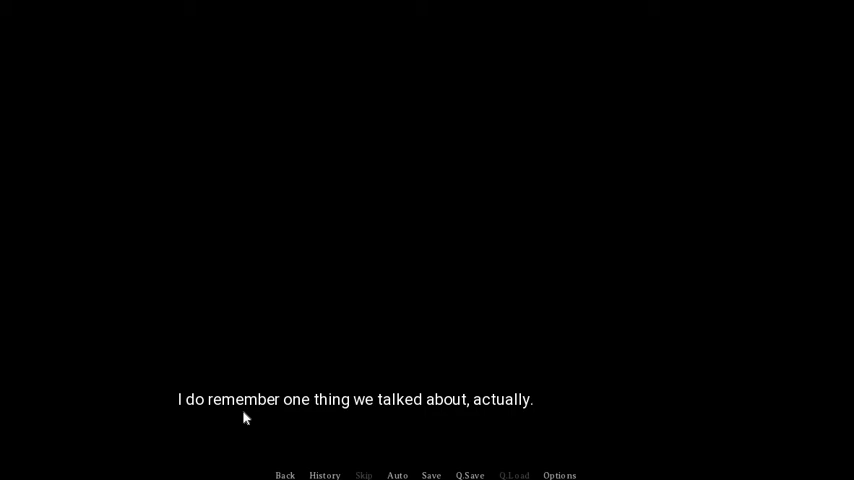 I do remember one thing we talked about, actually.
Back History Skip Auto Save Q.Save Q.Load Options